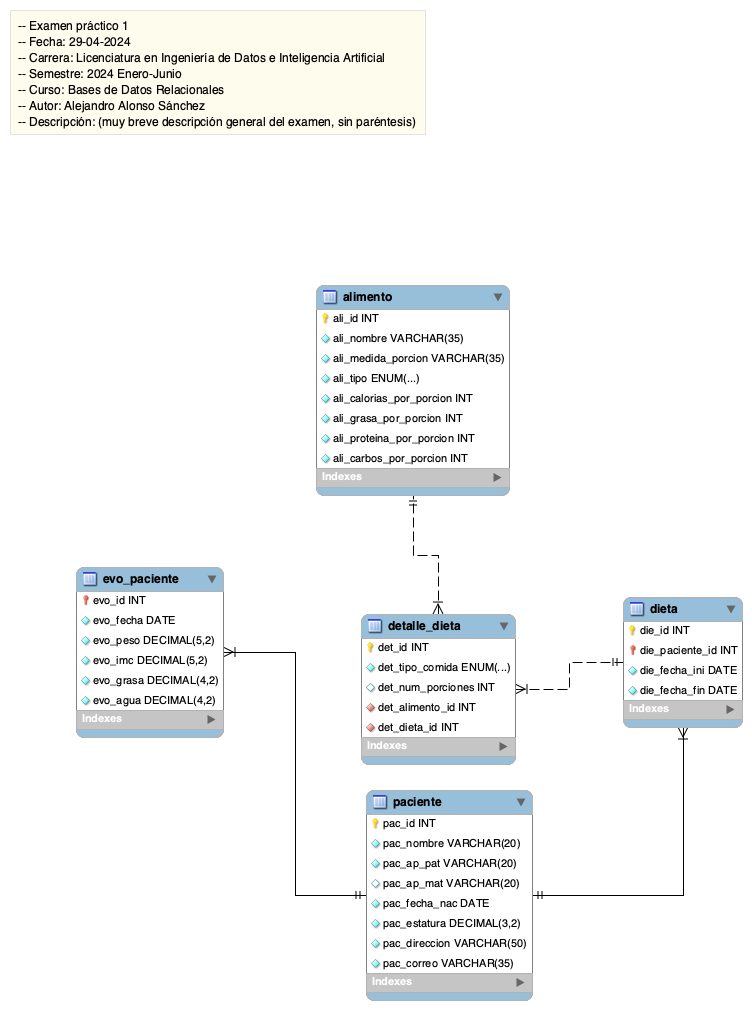 -- Examen práctico 1
-- Fecha: 29-04-2024
-- Carrera: Licenciatura en Ingeniería de Datos e Inteligencia Artificial
-- Semestre: 2024 Enero-Junio
-- Curso: Bases de Datos Relacionales
-- Autor: Alejandro Alonso Sánchez
-- Descripción: (muy breve descripción general del examen, sin paréntesis)
alimento
ali_id INT
ali_nombre VARCHAR(35)
ali_medida_porcion VARCHAR(35)
ali_tipo ENUM(...)
ali_calorias_por_porcion INT
ali_grasa_por_porcion INT
ali_proteina_por_porcion INT
ali_carbos_por_porcion INT
Indexes
evo_paciente
evo_id INT
evo_fecha DATE
evo_peso DECIMAL(5,2)
evo_imc DECIMAL(5,2)
evo_grasa DECIMAL(4,2)
evo_agua DECIMAL(4,2)
Indexes
detalle_dieta
det_id INT
det_tipo_comida ENUM(...)
det_num_porciones INT
det_alimento_id INT
det_dieta_id INT
Indexes
dieta
die_id INT
die_paciente_id INT
die_fecha_ini DATE
die_fecha_fin DATE
Indexes
paciente
pac_id INT
pac_nombre VARCHAR(20)
pac_ap_pat VARCHAR(20)
pac_ap_mat VARCHAR(20)
pac_fecha_nac DATE
pac_estatura DECIMAL(3,2)
pac_direccion VARCHAR(50)
pac_correo VARCHAR(35)
Indexes